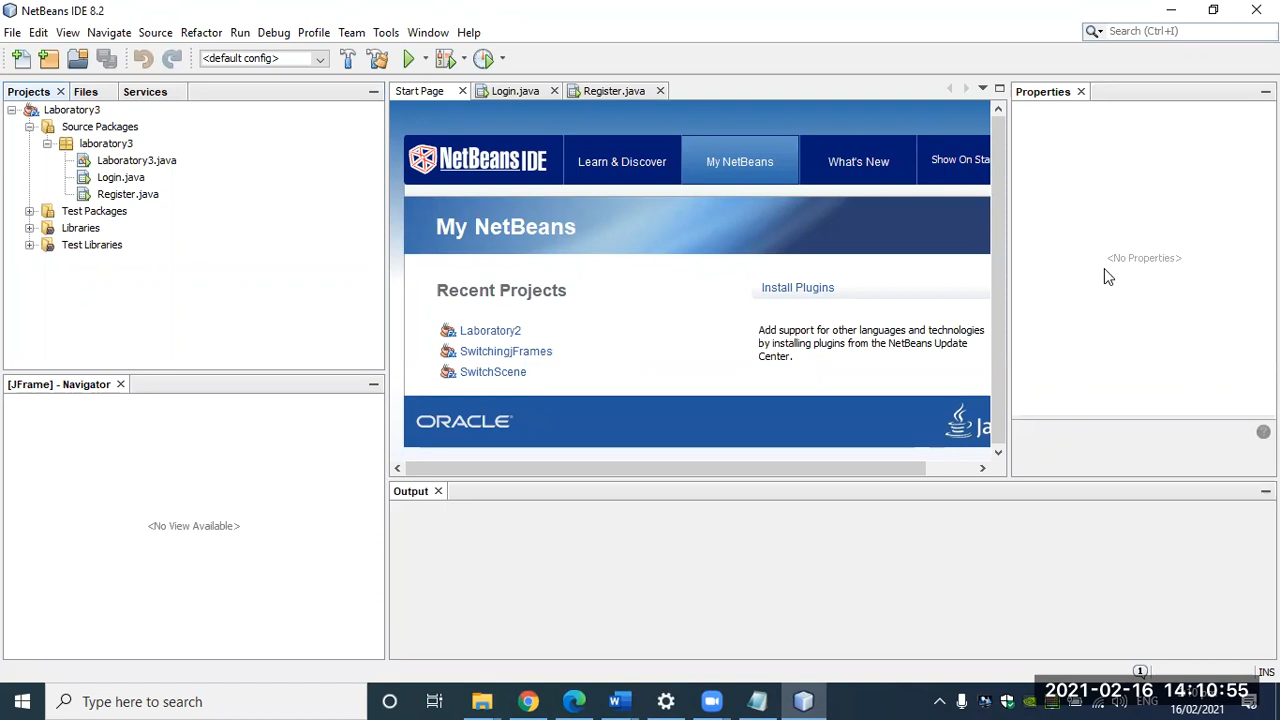 NetBeans IDE 8.2
File Edit View Navigate Source Refactor Run Debug Profile Team Tools Window Help
Search (Ctrl+I)
<default config>
Projects Files Services
Start Page Login.java Register.java
Properties
Laboratory3
Source Packages
laboratory3
Laboratory3.java
Login.java
Register.java
Test Packages
Libraries
Test Libraries
NetBeans IDE
Learn & Discover
My NetBeans
What's New
Show On Sta
My NetBeans
Recent Projects
Laboratory2
SwitchingjFrames
SwitchScene
Install Plugins
Add support for other languages and technologies
by installing plugins from the NetBeans Update
Center.
ORACLE
Ja
<No Properties>
[JFrame] - Navigator
<No View Available>
Output
1
INS
Type here to search
ENG
2021-02-16 14:10:55
16/02/2021